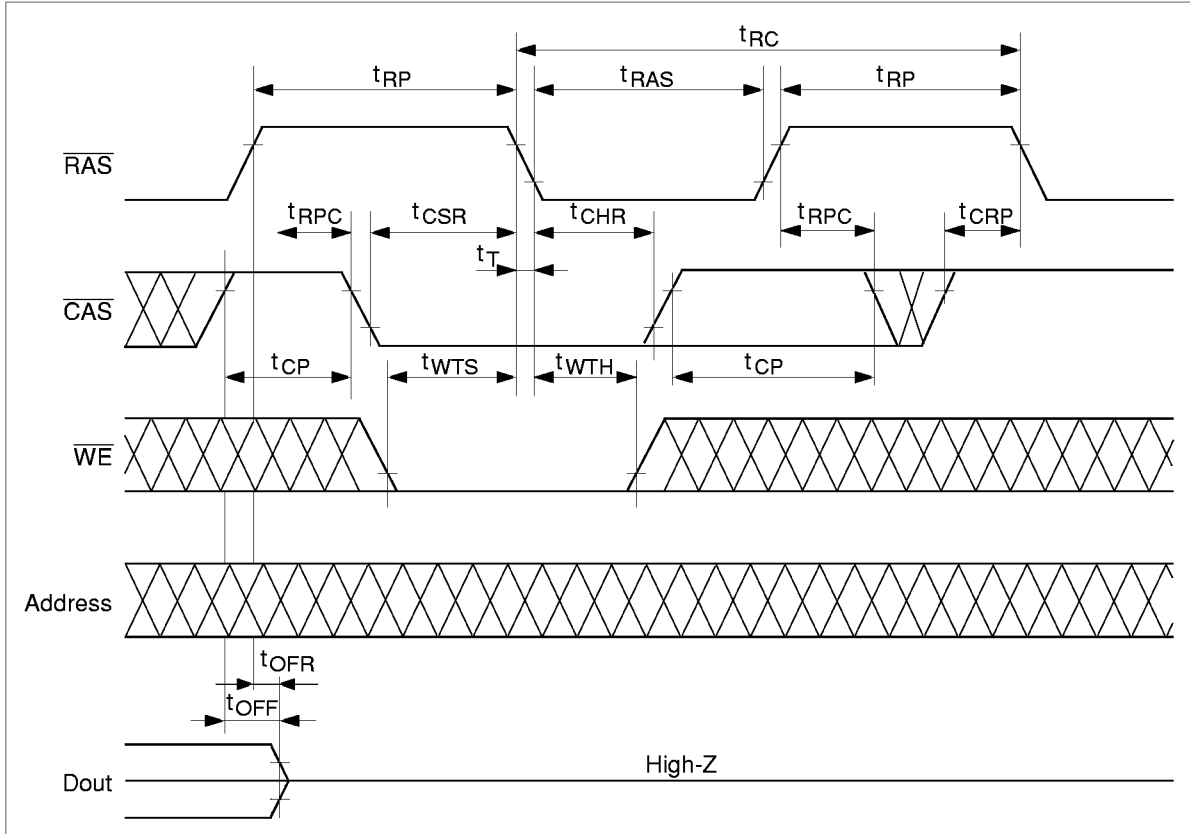 tRC
tRP tRAS tRP
RAS
tRPC tCSR tCHR tRPC tCRP
tT
CAS
tCP tWTS tWTH tCP
WE
Address
tOFR
tOFF
High-Z
Dout